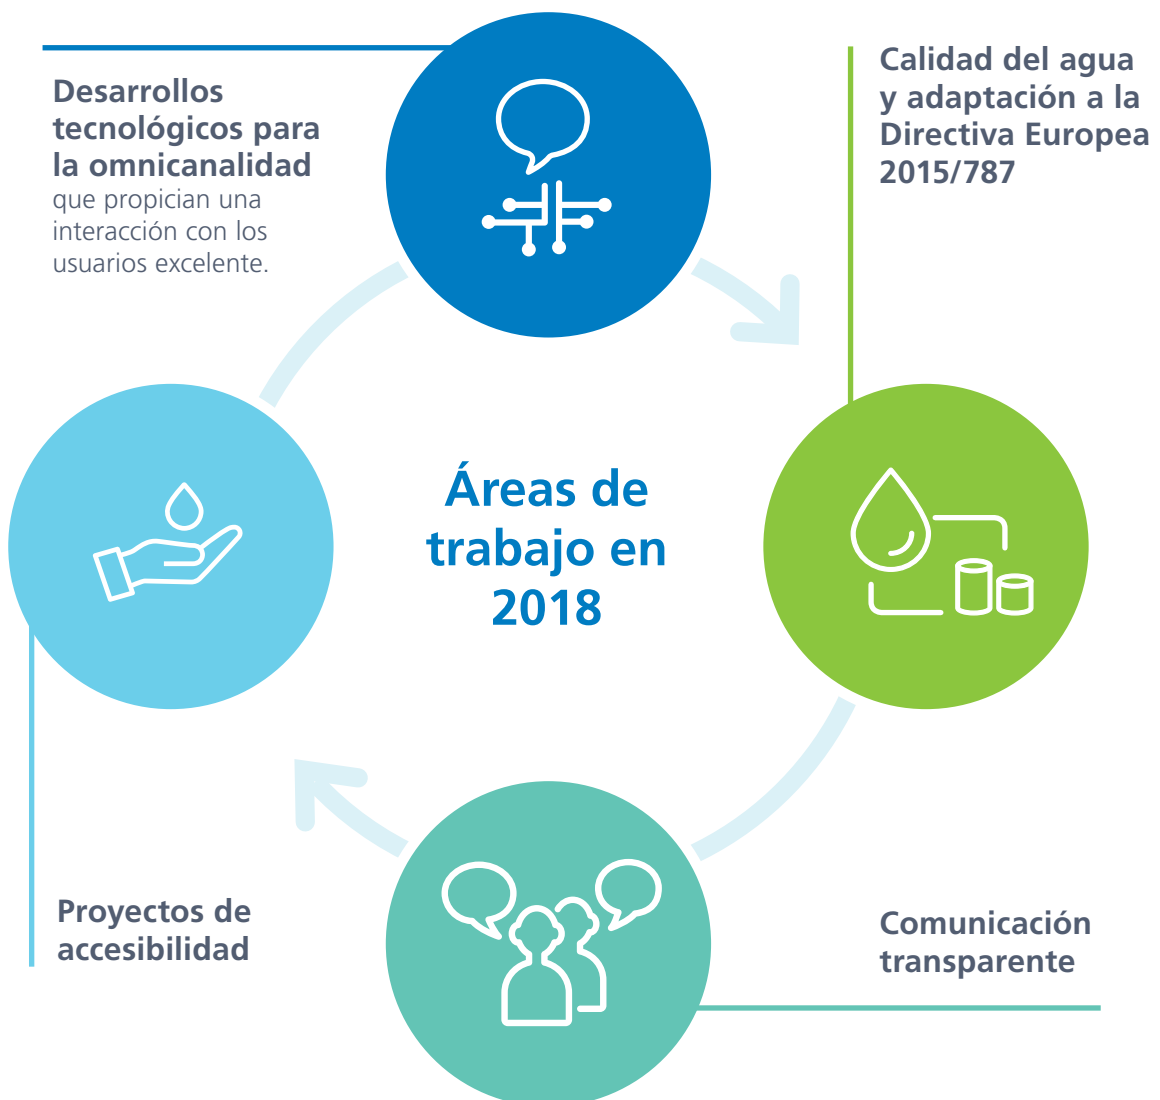 Desarrollos
tecnológicos para
la omnicanalidad
que propician una
interacción con los
usuarios excelente.
Calidad del agua
y adaptación a la
Directiva Europea
2015/787
Áreas de
trabajo en
2018
Proyectos de
accesibilidad
Comunicación
transparente